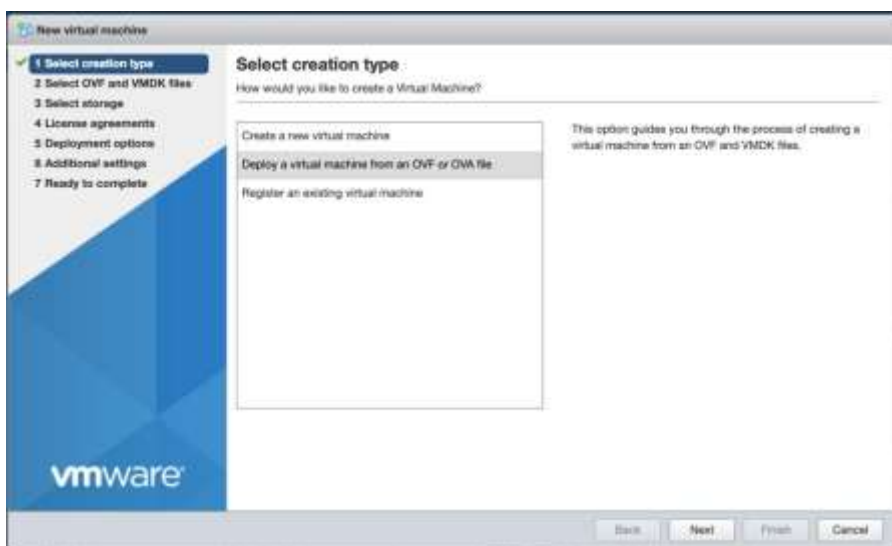 New virtual machine
1 Select creation type
2 Select OVF and VMDK files
3 Select storage
4 License agreements
5 Deployment options
6 Additional settings
7 Ready to complete
Select creation type
How would you like to create a Virtual Machine?
Create a new virtual machine
Deploy a virtual machine from an OVF or OVA file
Register an existing virtual machine
This option guides you through the process of creating a
virtual machine from an OVF and VMDK files.
vmware
Back Next Finish Cancel